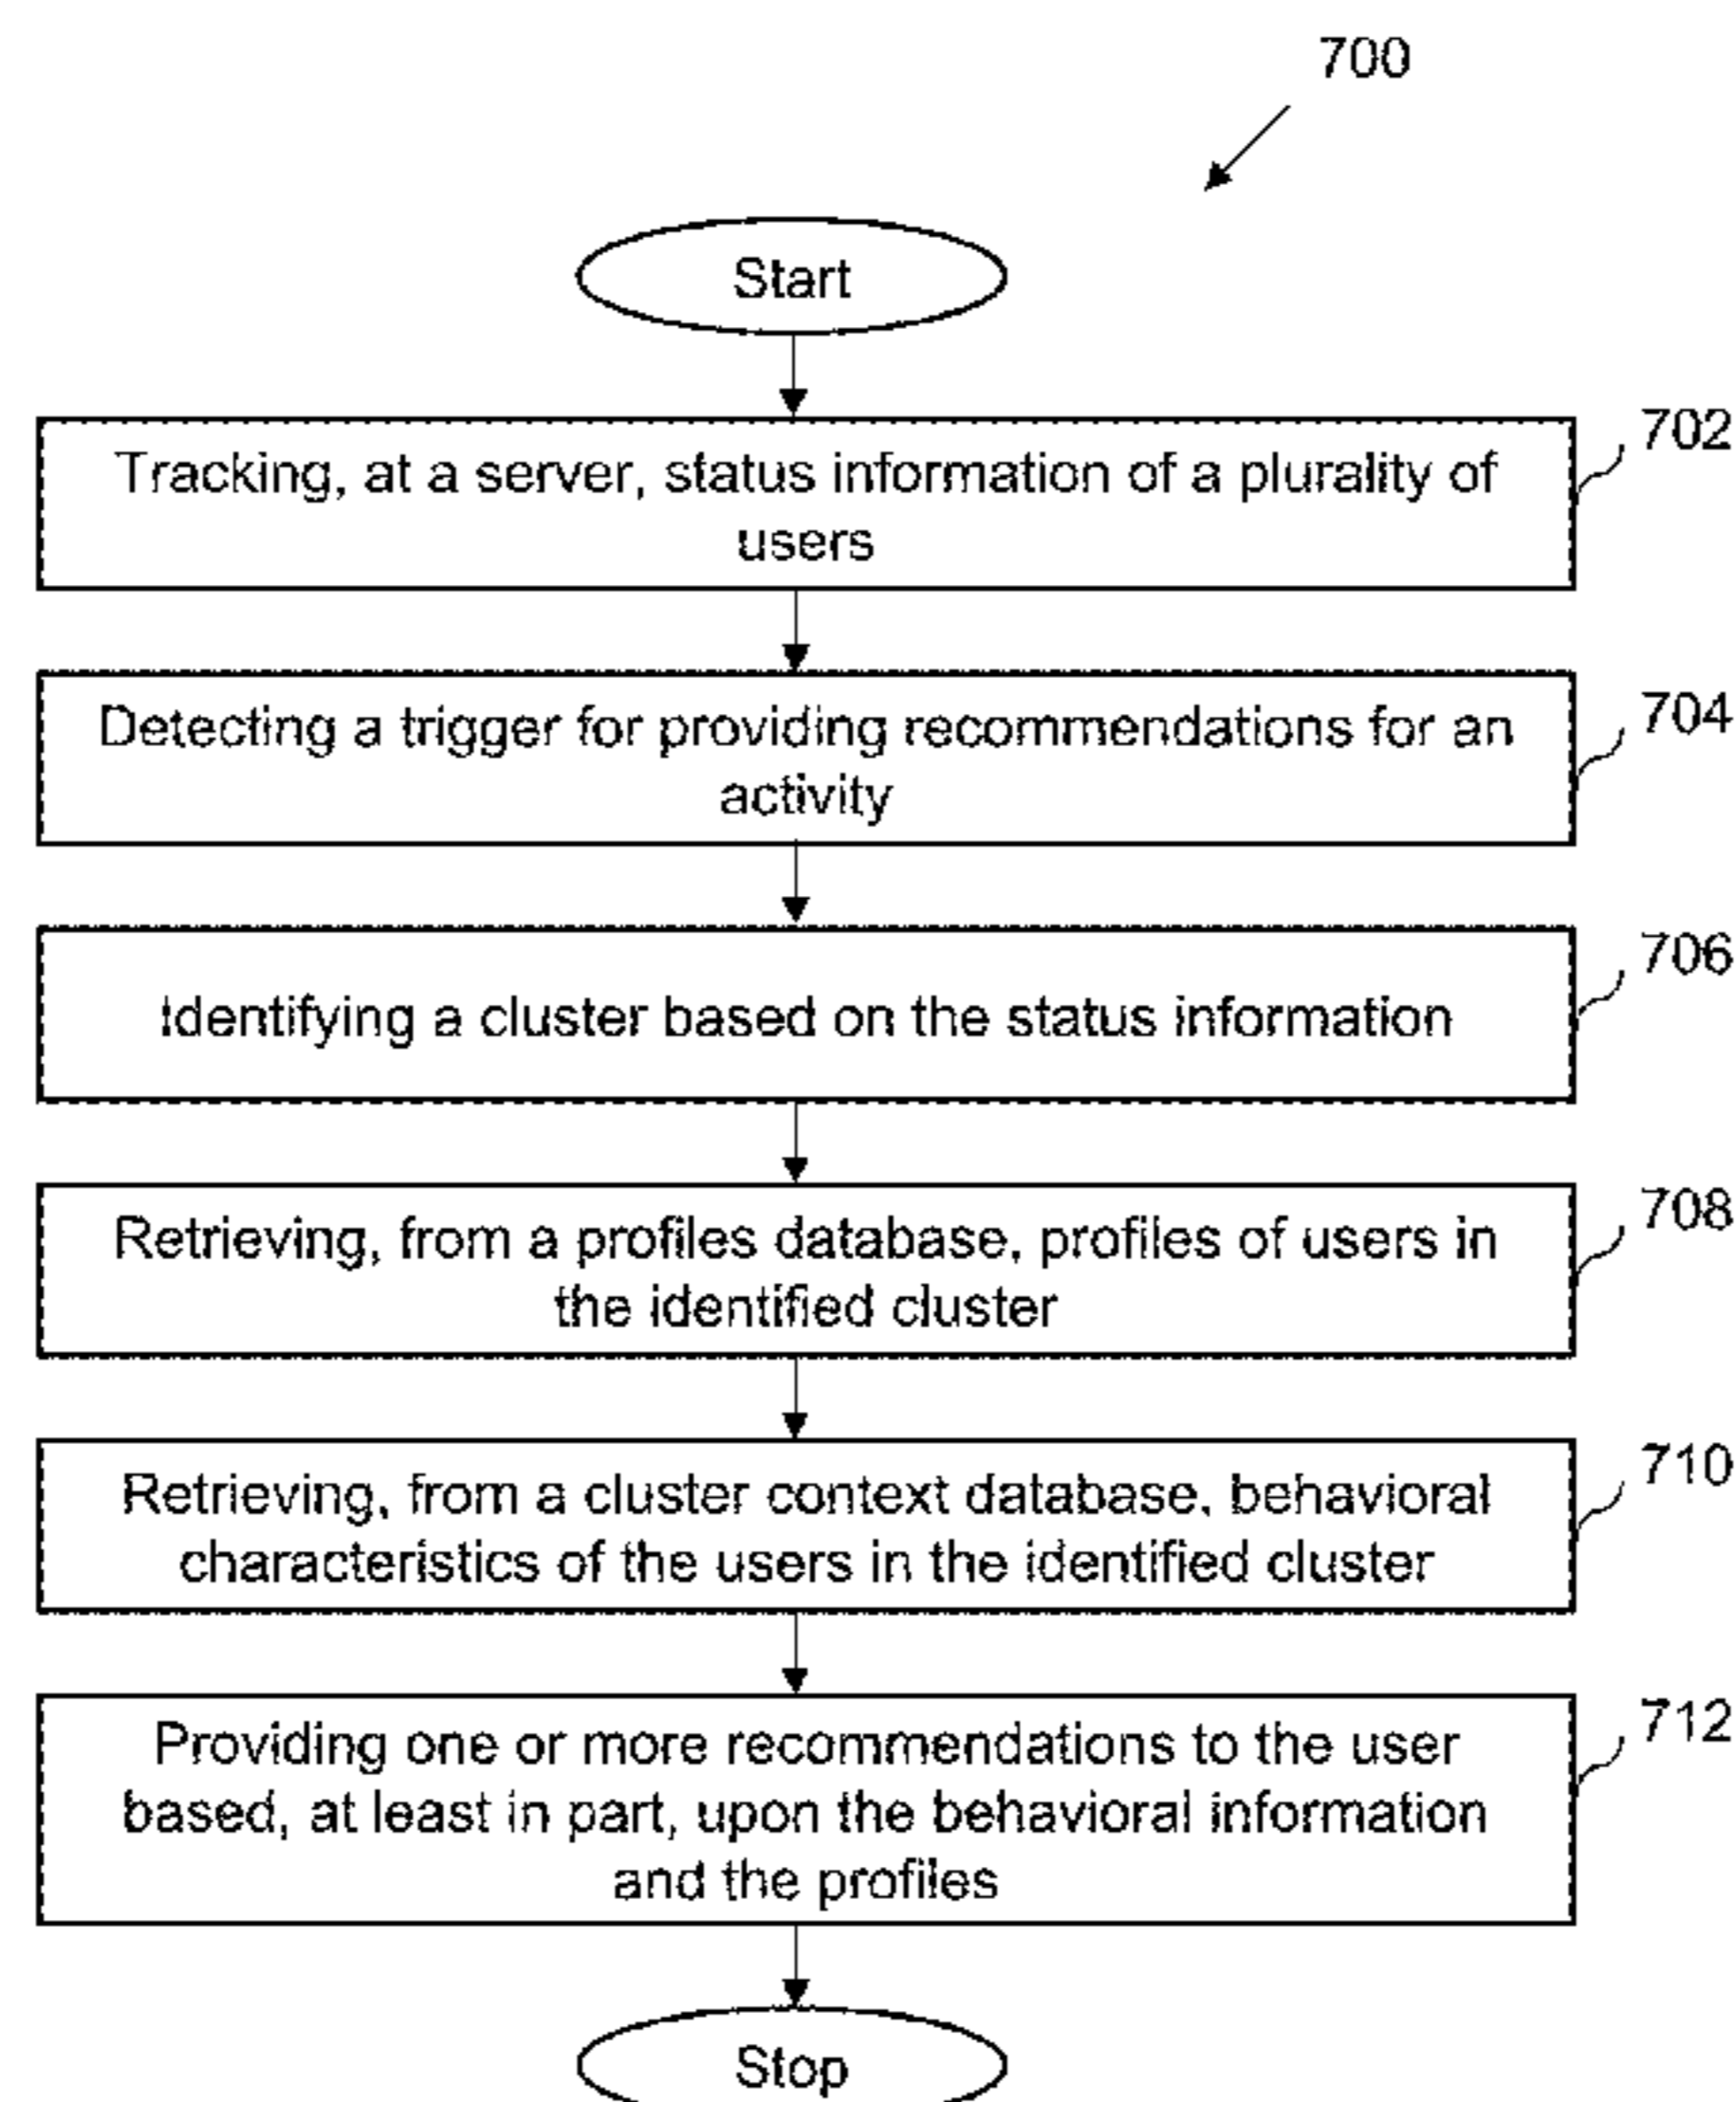 700
Start
702
Tracking, at a server, status information of a plurality of
users
704
Detecting a trigger for providing recommendations for an
activity
706
Identifying a cluster based on the status information
708
Retrieving, from a profiles database, profiles of users in
the identified cluster
710
Retrieving, from a cluster context database, behavioral
characteristics of the users in the identified cluster
712
Providing one or more recommendations to the user
based, at least in part, upon the behavioral information
and the profiles
Stop